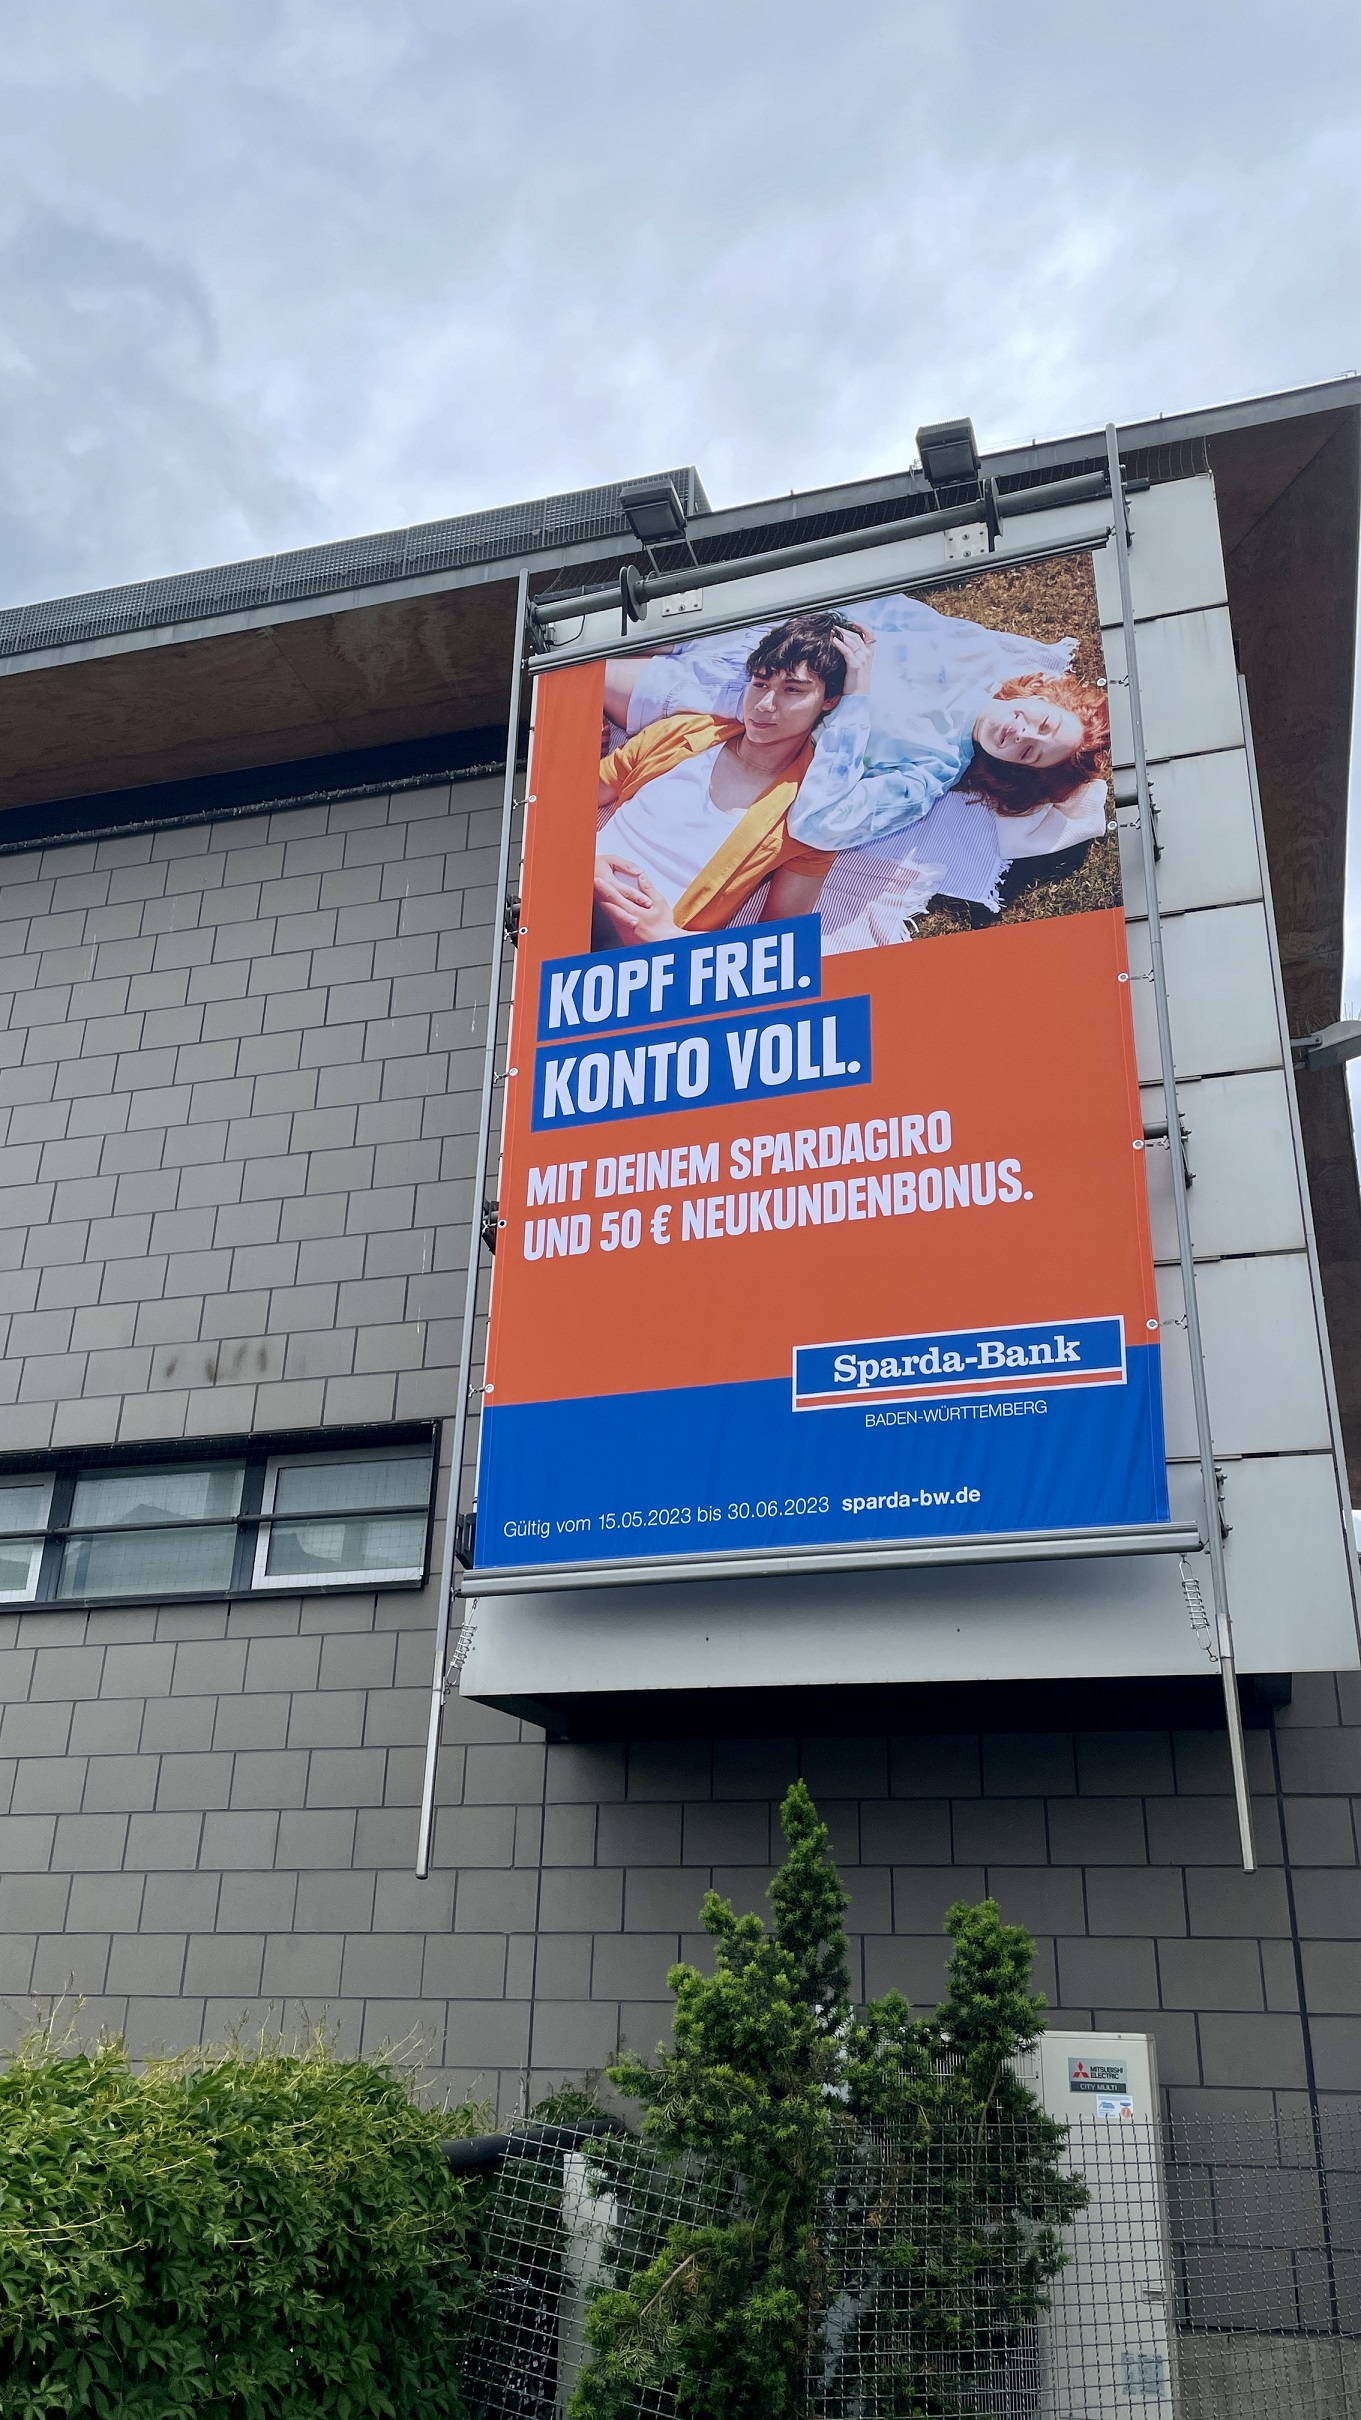 KOPF FREI.
KONTO VOLL.
MIT DEINEM SPARDAGIRO
UND 50 € NEUKUNDENBONUS.
Sparda-Bank
BADEN-WÜRTTEMBERG
Gültig vom 15.05.2023 bis 30.06.2023 sparda-bw.de
MITSUBISHI
ELECTRIC
CITY MULTI